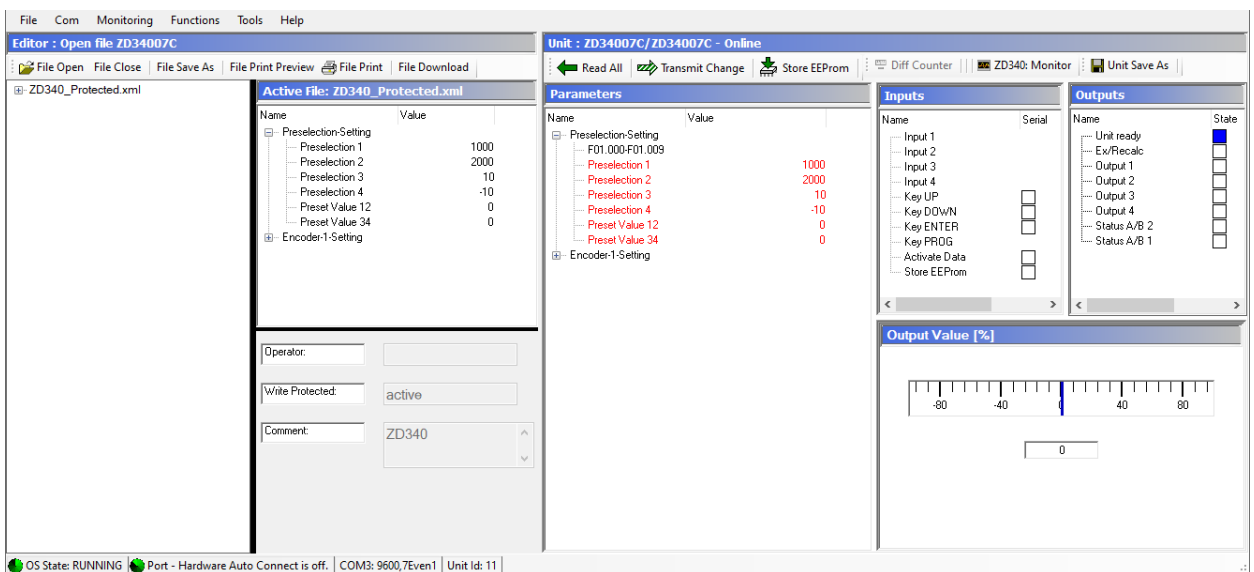 File Com Monitoring Functions Tools Help
Editor : Open file ZD34007C
File Open File Close File Save As File Print Preview File Print File Download
ZD340_Protected.xml
Active File: ZD340_Protected.xml
Name Value
Preselection-Setting
Preselection 1 1000
Preselection 2 2000
Preselection 3 10
Preselection 4 -10
Preset Value 12 0
Preset Value 34 0
Encoder-1-Setting
Operator:
Write Protected: active
Comment: ZD340
Unit : ZD34007C/ZD34007C - Online
Read All Transmit Change Store EEProm Diff Counter ZD340: Monitor Unit Save As
Parameters
Name Value
Preselection-Setting
F01.000-F01.009
Preselection 1 1000
Preselection 2 2000
Preselection 3 10
Preselection 4 -10
Preset Value 12 0
Preset Value 34 0
Encoder-1-Setting
Inputs
Name Serial
Input 1
Input 2
Input 3
Input 4
Key UP
Key DOWN
Key ENTER
Key PROG
Activate Data
Store EEProm
Outputs
Name State
Unit ready
Ex/Recalc
Output 1
Output 2
Output 3
Output 4
Status A/B 2
Status A/B 1
Output Value [%]
-80 -40 0 40 80
0
OS State: RUNNING Port - Hardware Auto Connect is off. COM3: 9600,7Even1 Unit Id: 11